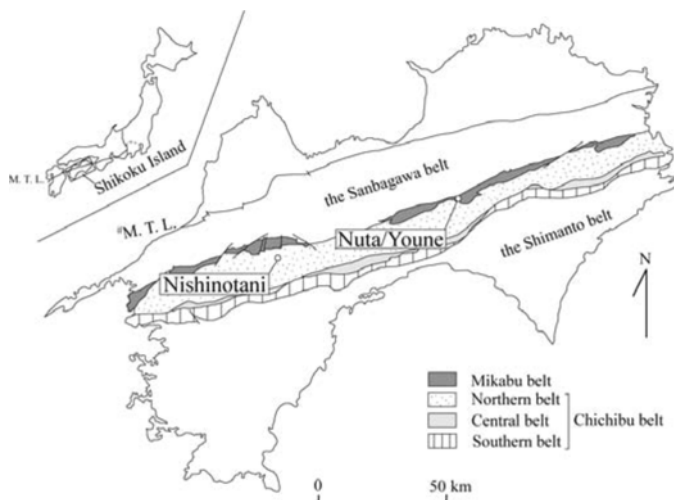 Shikoku Island
M. T. L.
the Sanbagawa belt
#M. T. L.
Nuta/Youne
the Shimanto belt
Nishinotani
N
Mikabu belt
Northern belt
Central belt
Southern belt
Chichibu belt
0 50 km